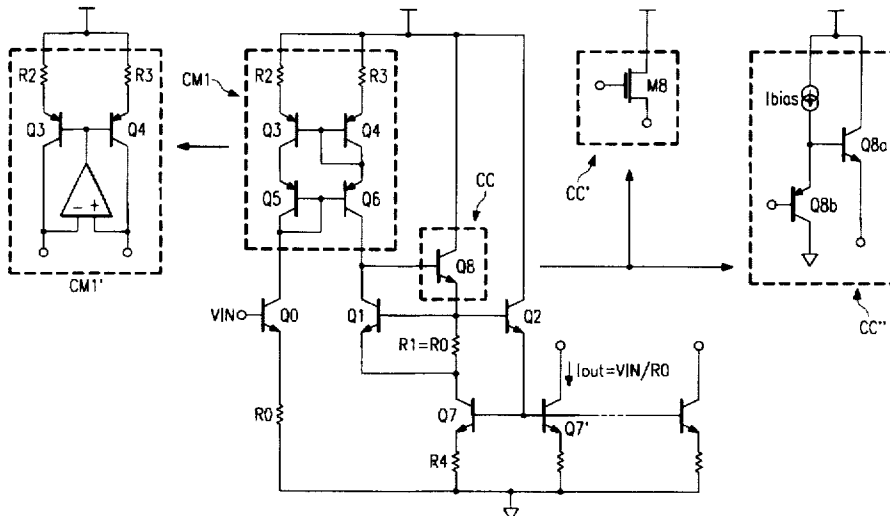 R2
R3
Q3
Q4
- +
CM1'
CM1
R2
R3
Q3
Q4
Q5
Q6
CC
Q8
VIN
Q0
Q1
Q2
R1=R0
Iout=VIN/R0
R0
Q7
Q7'
R4
M8
CC'
Ibias
Q8a
Q8b
CC"